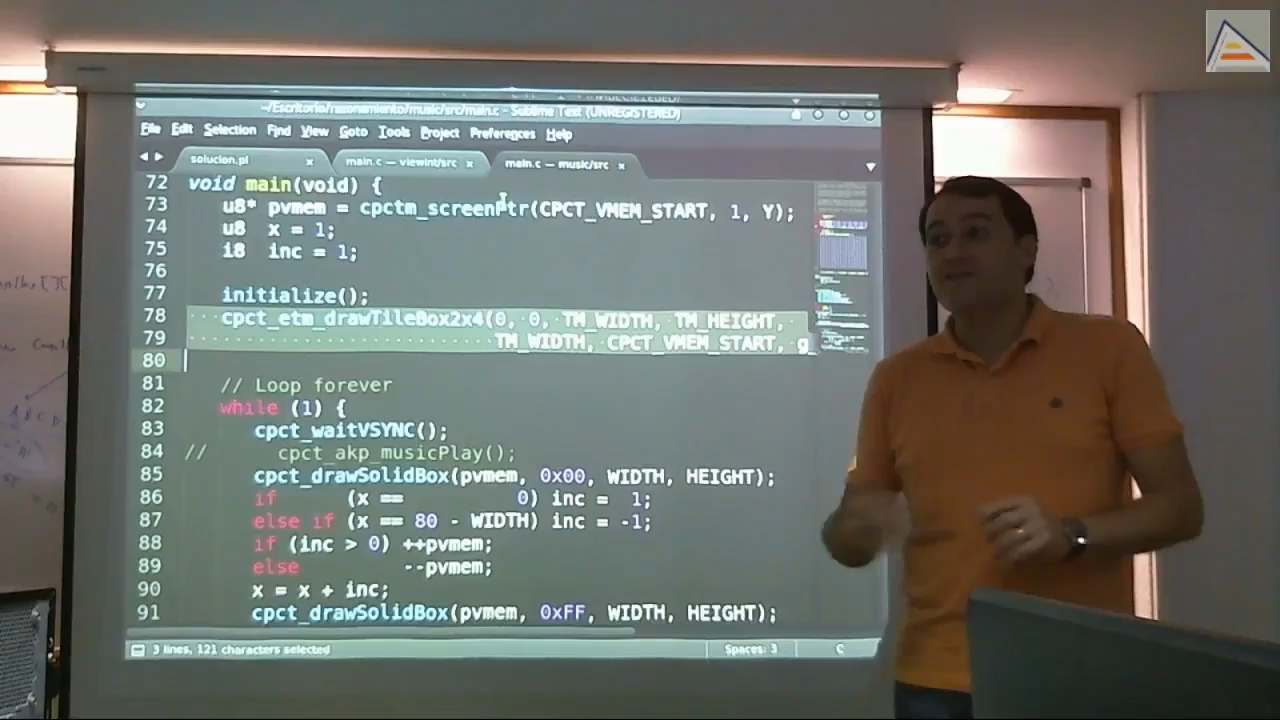 ~/Escritorio/razonamiento/music/src/main.c - Sublime Text (UNREGISTERED)
File Edit Selection Find View Goto Tools Project Preferences Help
solucion.pl x main.c — viewint/src x main.c — music/src x
72 void main(void) {
73 u8* pvmem = cpctm_screenPtr(CPCT_VMEM_START, 1, Y);
74 u8 x = 1;
75 i8 inc = 1;
76
77 initialize();
78 cpct_etm_drawTileBox2x4(0, 0, TM_WIDTH, TM_HEIGHT,
79 TM_WIDTH, CPCT_VMEM_START, g_
80
81 // Loop forever
82 while (1) {
83 cpct_waitVSYNC();
84 // cpct_akp_musicPlay();
85 cpct_drawSolidBox(pvmem, 0x00, WIDTH, HEIGHT);
86 if (x == 0) inc = 1;
87 else if (x == 80 - WIDTH) inc = -1;
88 if (inc > 0) ++pvmem;
89 else --pvmem;
90 x = x + inc;
91 cpct_drawSolidBox(pvmem, 0xFF, WIDTH, HEIGHT);
3 lines, 121 characters selected Spaces: 3 C